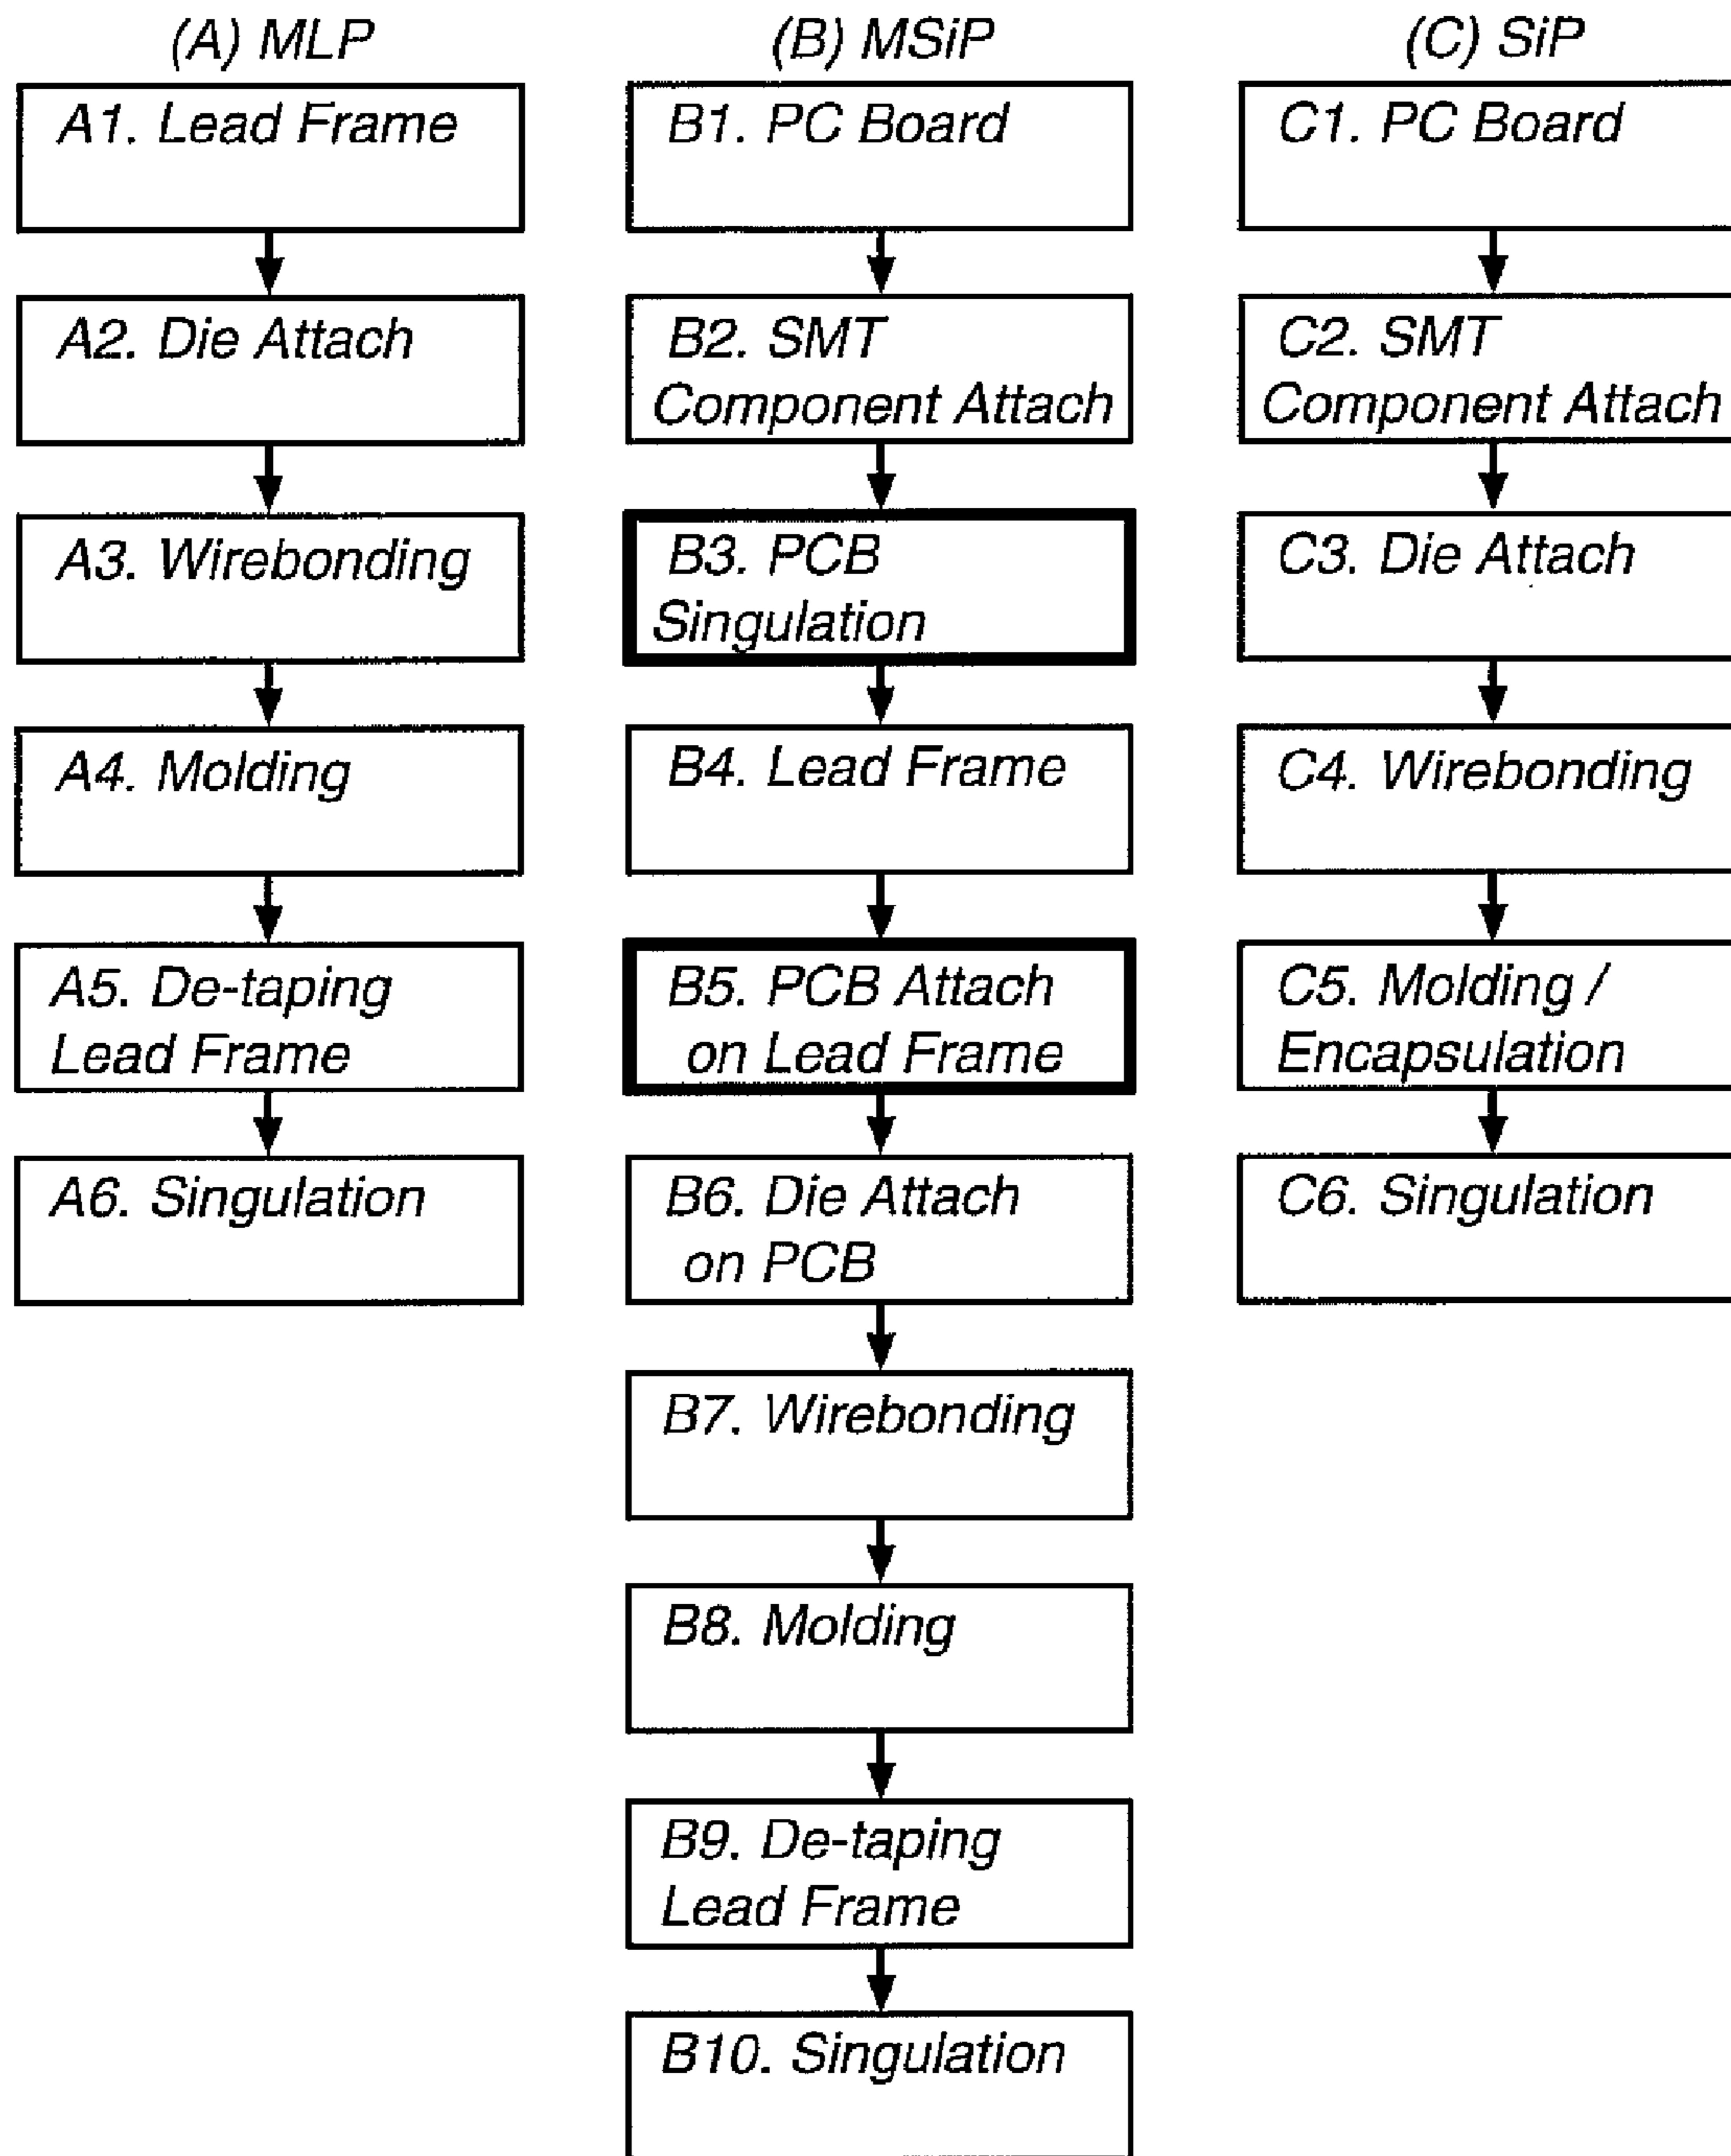 (A) MLP
A1. Lead Frame
A2. Die Attach
A3. Wirebonding
A4. Molding
A5. De-taping
Lead Frame
A6. Singulation
(B) MSiP
B1. PC Board
B2. SMT
Component Attach
B3. PCB
Singulation
B4. Lead Frame
B5. PCB Attach
on Lead Frame
B6. Die Attach
on PCB
B7. Wirebonding
B8. Molding
B9. De-taping
Lead Frame
B10. Singulation
(C) SiP
C1. PC Board
C2. SMT
Component Attach
C3. Die Attach
C4. Wirebonding
C5. Molding /
Encapsulation
C6. Singulation